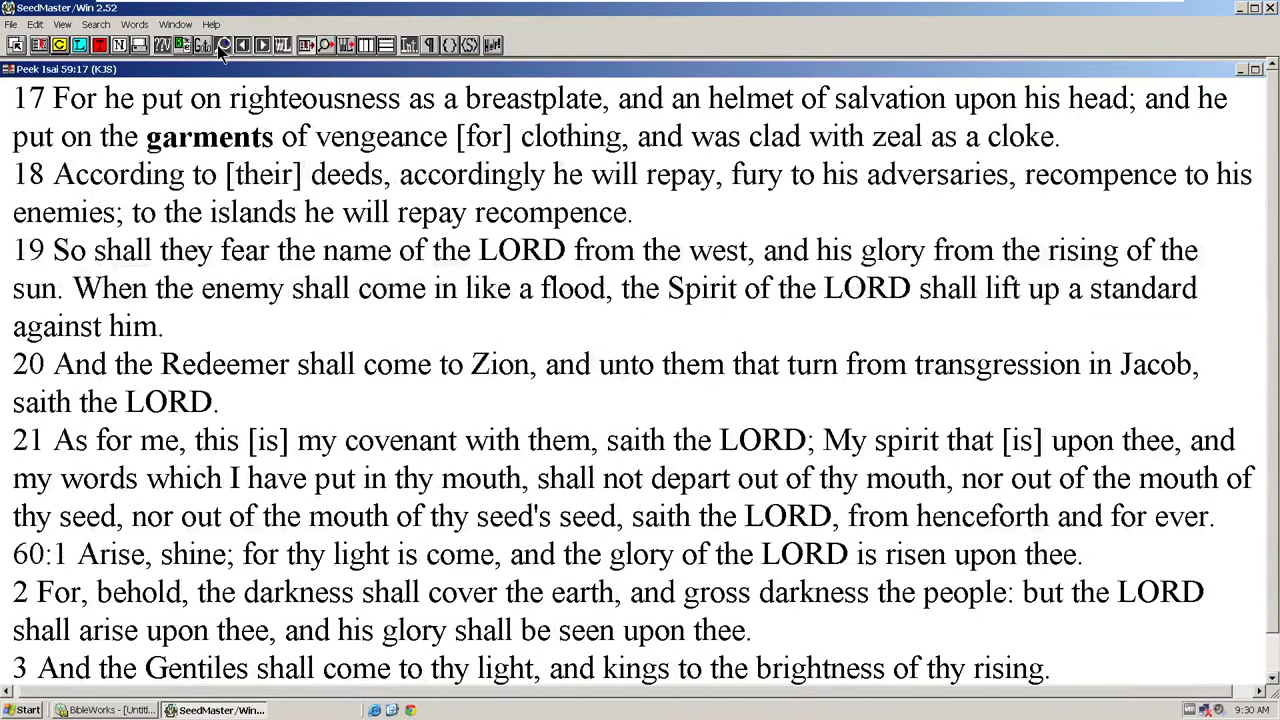 SeedMaster/Win 2.52
File Edit View Search Words Window Help
Peek Isai 59:17 (KJS)
17 For he put on righteousness as a breastplate, and an helmet of salvation upon his head; and he
put on the garments of vengeance [for] clothing, and was clad with zeal as a cloke.
18 According to [their] deeds, accordingly he will repay, fury to his adversaries, recompence to his
enemies; to the islands he will repay recompence.
19 So shall they fear the name of the LORD from the west, and his glory from the rising of the
sun. When the enemy shall come in like a flood, the Spirit of the LORD shall lift up a standard
against him.
20 And the Redeemer shall come to Zion, and unto them that turn from transgression in Jacob,
saith the LORD.
21 As for me, this [is] my covenant with them, saith the LORD; My spirit that [is] upon thee, and
my words which I have put in thy mouth, shall not depart out of thy mouth, nor out of the mouth of
thy seed, nor out of the mouth of thy seed's seed, saith the LORD, from henceforth and for ever.
60:1 Arise, shine; for thy light is come, and the glory of the LORD is risen upon thee.
2 For, behold, the darkness shall cover the earth, and gross darkness the people: but the LORD
shall arise upon thee, and his glory shall be seen upon thee.
3 And the Gentiles shall come to thy light, and kings to the brightness of thy rising.
Start BibleWorks - [Untitl... SeedMaster/Win... 9:30 AM